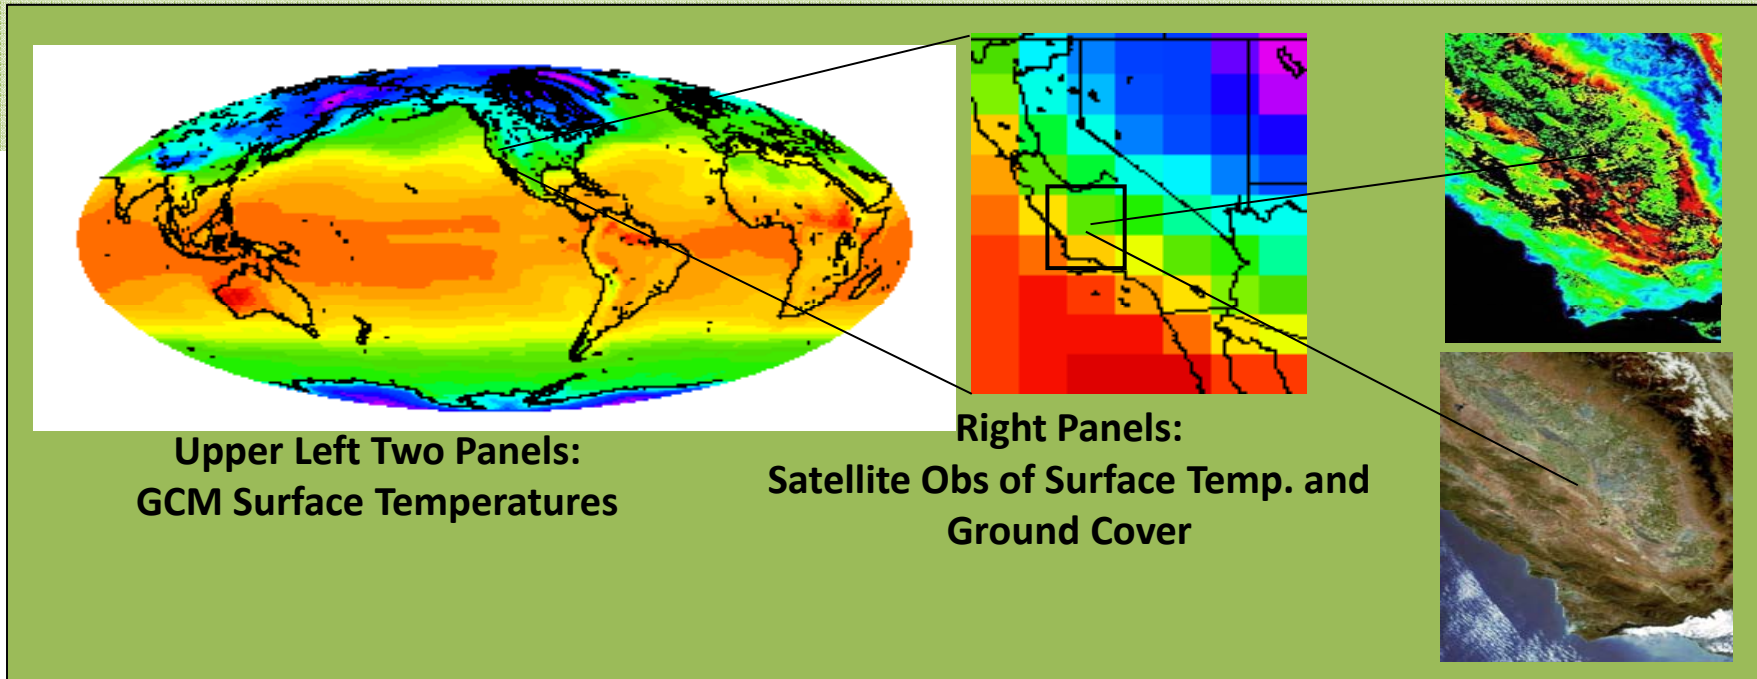 Upper Left Two Panels:
GCM Surface Temperatures
Right Panels:
Satellite Obs of Surface Temp. and
Ground Cover